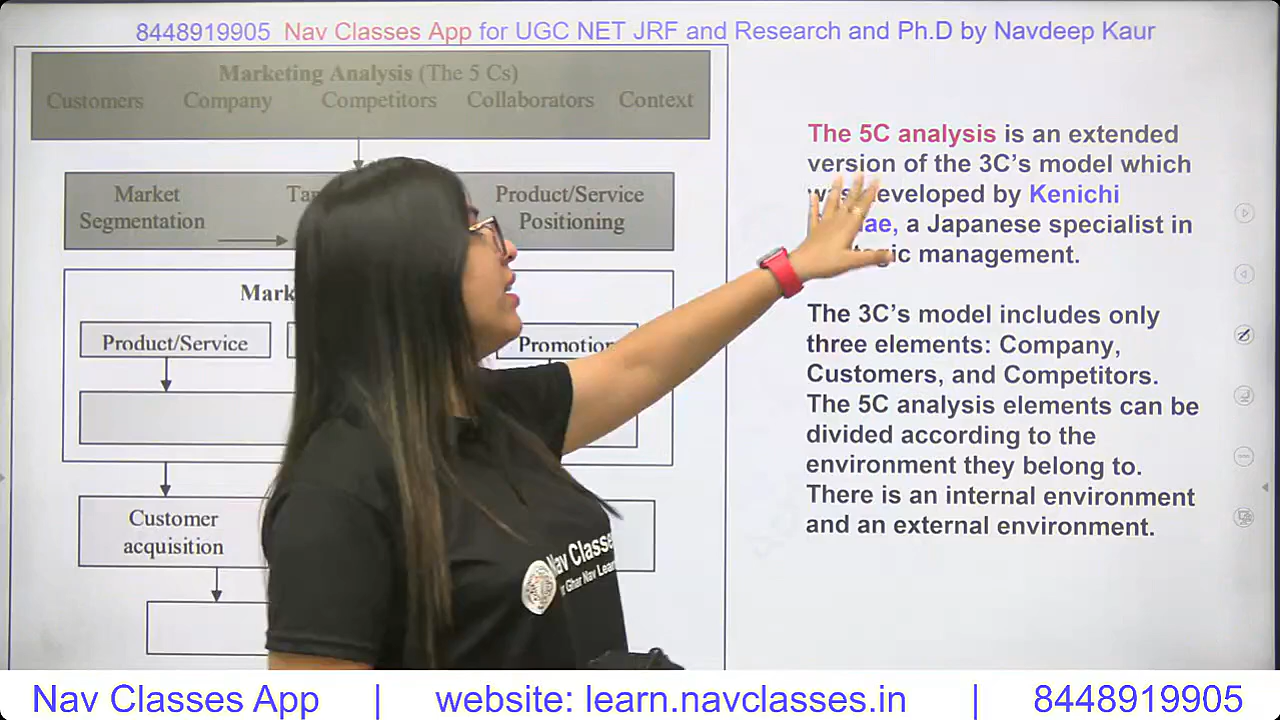 8448919905 Nav Classes App for UGC NET JRF and Research and Ph.D by Navdeep Kaur
Marketing Analysis (The 5 Cs)
Customers Company Competitors Collaborators Context
Market
Segmentation
Product/Service
Positioning
Product/Service
Promotion
Customer
acquisition
The 5C analysis is an extended
version of the 3C's model which
was developed by Kenichi
a Japanese specialist in
management.
The 3C's model includes only
three elements: Company,
Customers, and Competitors.
The 5C analysis elements can be
divided according to the
environment they belong to.
There is an internal environment
and an external environment.
Nav Classes
Ghar Nav
Nav Classes App | website: learn.navclasses.in | 8448919905